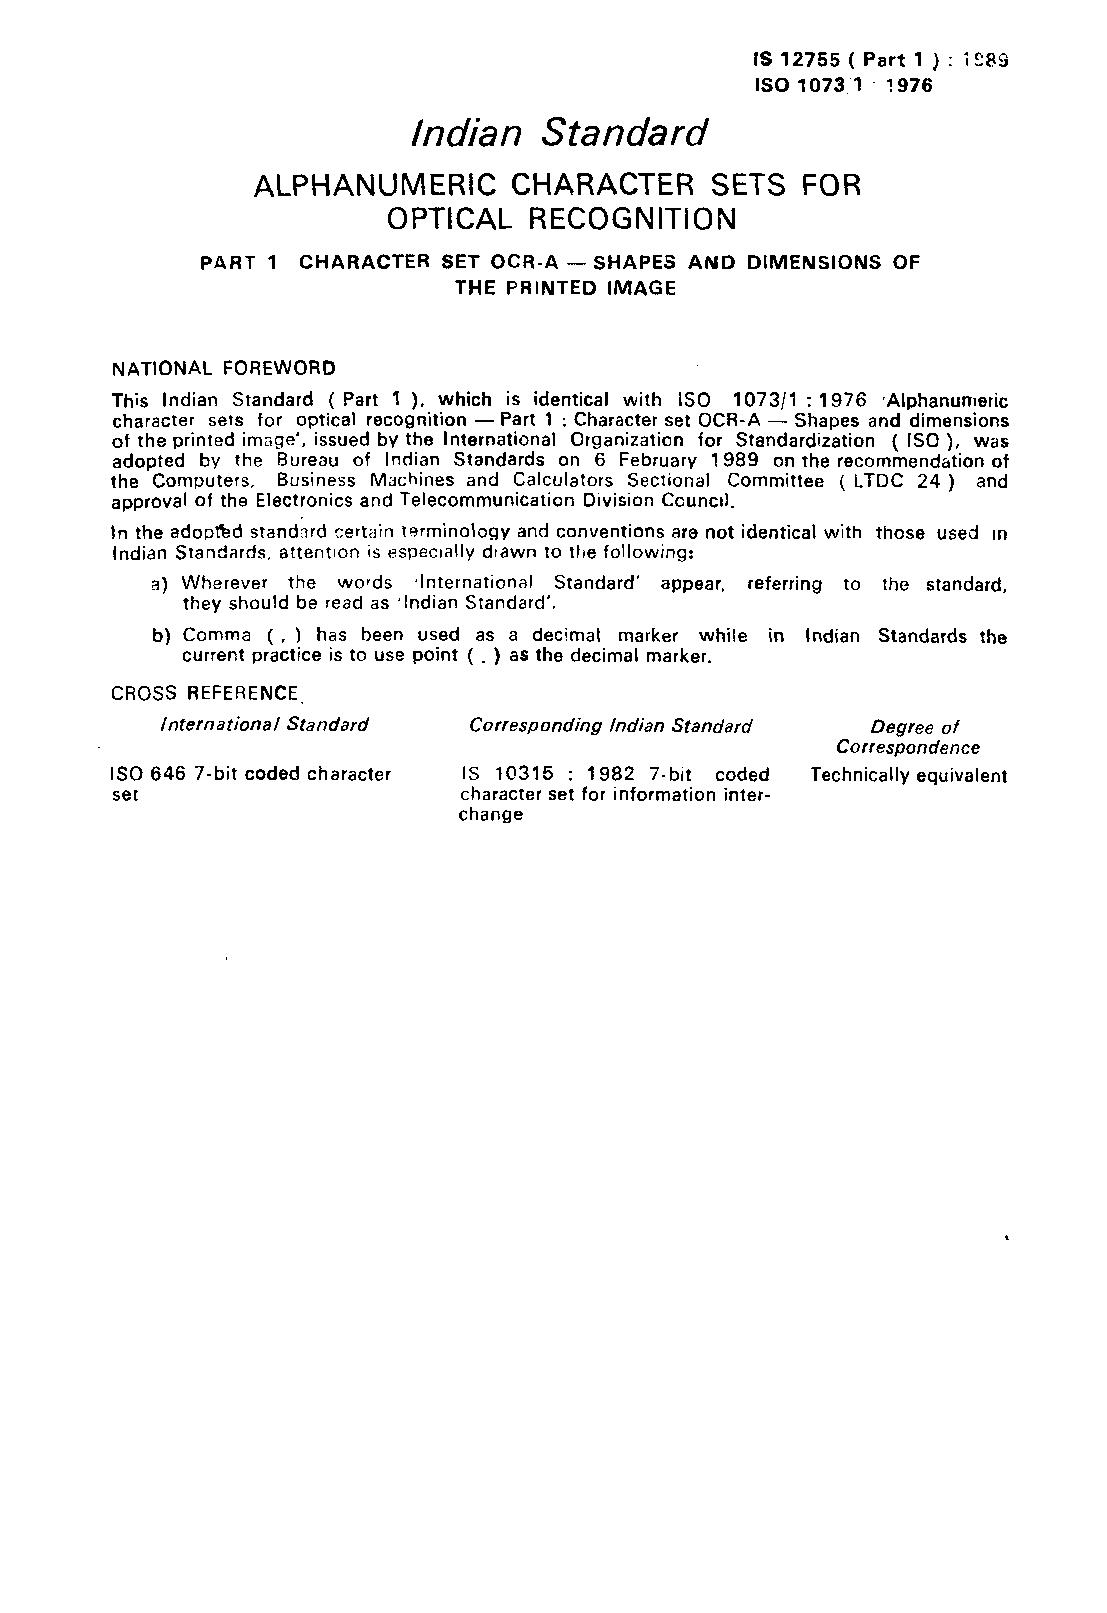 IS 12755 ( Part 1 ) : 1989
ISO 1073 1 1976
Indian Standard
ALPHANUMERIC CHARACTER SETS FOR
OPTICAL RECOGNITION
PART 1 CHARACTER SET OCR-A — SHAPES AND DIMENSIONS OF
THE PRINTED IMAGE
NATIONAL FOREWORD
This Indian Standard ( Part 1 ), which is identical with ISO 1073/1 : 1976 'Alphanumeric
character sets for optical recognition — Part 1 : Character set OCR-A — Shapes and dimensions
of the printed image', issued by the International Organization for Standardization ( ISO ), was
adopted by the Bureau of Indian Standards on 6 February 1989 on the recommendation of
the Computers, Business Machines and Calculators Sectional Committee ( LTDC 24 ) and
approval of the Electronics and Telecommunication Division Council.
In the adopted standard certain terminology and conventions are not identical with those used in
Indian Standards, attention is especially drawn to the following:
a) Wherever the words 'International Standard' appear, referring to the standard,
they should be read as 'Indian Standard'.
b) Comma ( , ) has been used as a decimal marker while in Indian Standards the
current practice is to use point ( . ) as the decimal marker.
CROSS REFERENCE
International Standard Corresponding Indian Standard Degree of
Correspondence
ISO 646 7-bit coded character IS 10315 : 1982 7-bit coded Technically equivalent
set character set for information inter-
change